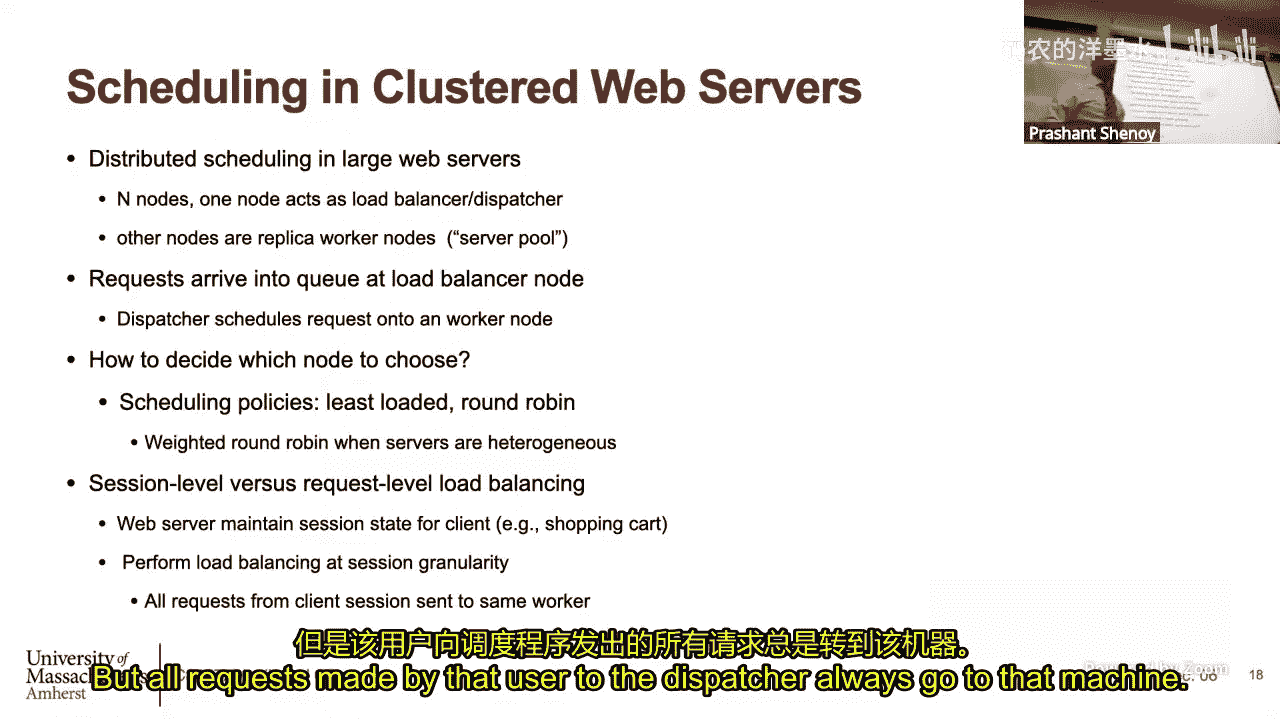 农的洋墨水 bilibili
Prashant Shenoy
Scheduling in Clustered Web Servers
• Distributed scheduling in large web servers
• N nodes, one node acts as load balancer/dispatcher
• other nodes are replica worker nodes (“server pool”)
• Requests arrive into queue at load balancer node
• Dispatcher schedules request onto an worker node
• How to decide which node to choose?
• Scheduling policies: least loaded, round robin
• Weighted round robin when servers are heterogeneous
• Session-level versus request-level load balancing
• Web server maintain session state for client (e.g., shopping cart)
• Perform load balancing at session granularity
• All requests from client session sent to same worker
但是该用户向调度程序发出的所有请求总是转到该机器。
But all requests made by that user to the dispatcher always go to that machine.
University of
Amherst
18